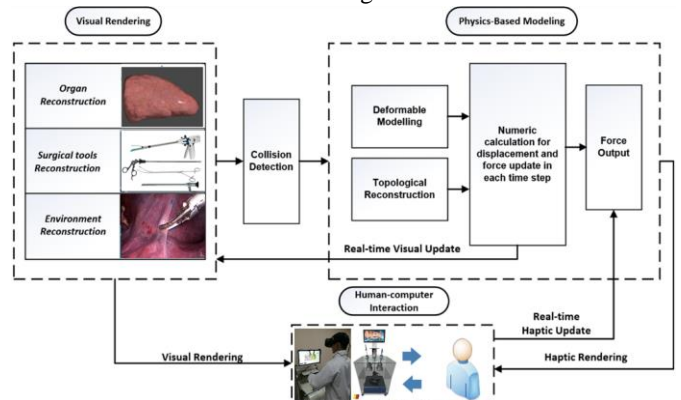 Visual Rendering
Physics-Based Modeling
Organ
Reconstruction
Surgical tools
Reconstruction
Environment
Reconstruction
Collision
Detection
Deformable
Modelling
Topological
Reconstruction
Numeric
calculation for
displacement and
force update in
each time step
Force
Output
Real-time Visual Update
Human-computer
Interaction
Real-time
Haptic Update
Visual Rendering
Haptic Rendering